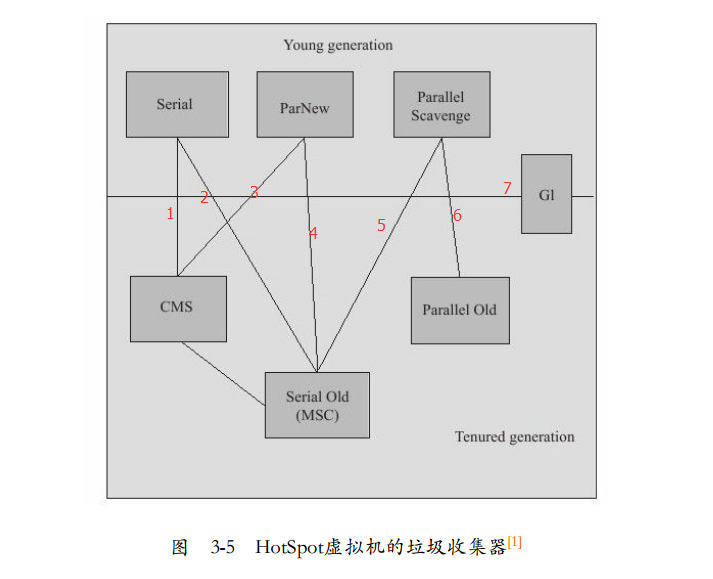 Young generation
Serial
ParNew
Parallel
Scavenge
7
G1
2
3
1
4
5
6
CMS
Parallel Old
Serial Old
(MSC)
Tenured generation
图 3-5 HotSpot虚拟机的垃圾收集器[1]